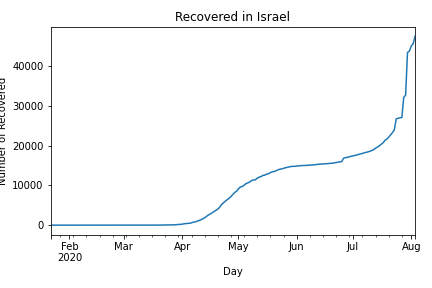 Recovered in Israel
Number of Recovered
40000
30000
20000
10000
0
Feb Mar Apr May Jun Jul Aug
2020
Day